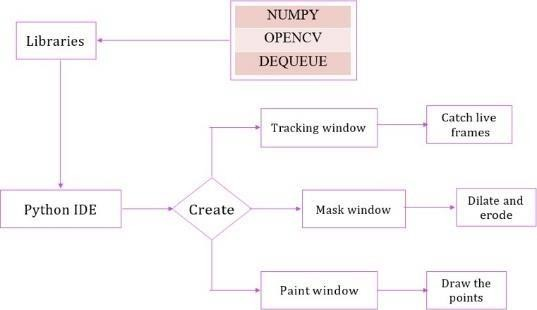 NUMPY
Libraries
OPENCV
DEQUEUE
Tracking window
Catch live
frames
Python IDE
Create
Mask window
Dilate and
erode
Paint window
Draw the
points